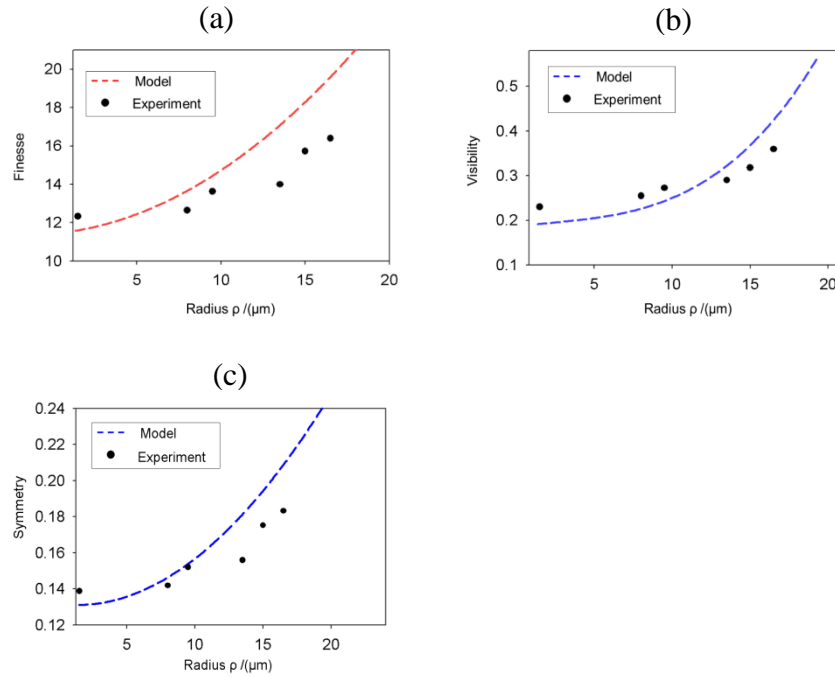 (a)
20
18
16
14
12
10
Finesse
Model
Experiment
5
10
15
20
Radius ρ /(μm)
(b)
0.5
0.4
0.3
0.2
0.1
Visibility
Model
Experiment
5
10
15
20
Radius ρ /(μm)
(c)
0.24
0.22
0.20
0.18
0.16
0.14
0.12
Symmetry
Model
Experiment
5
10
15
20
Radius ρ /(μm)